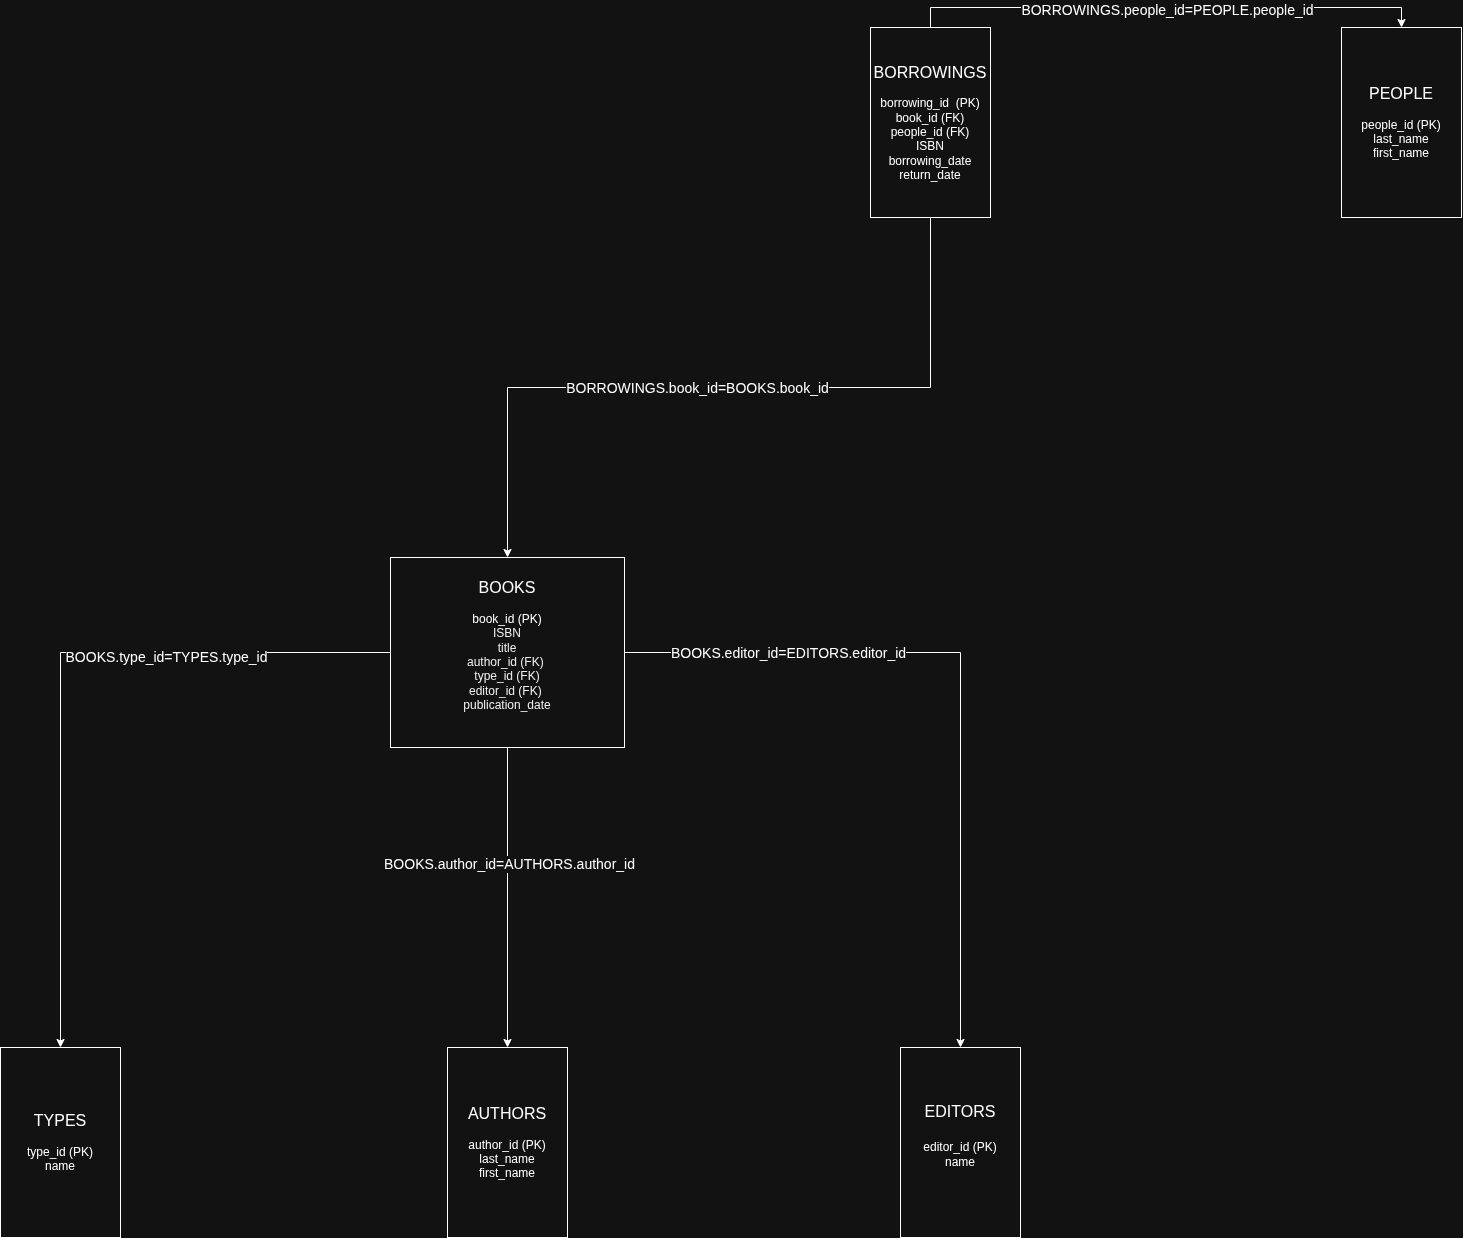 BORROWINGS.people_id=PEOPLE.people_id
BORROWINGS
borrowing_id  (PK)
book_id (FK)
people_id (FK)
ISBN
borrowing_date
return_date
PEOPLE
people_id (PK)
last_name
first_name
BORROWINGS.book_id=BOOKS.book_id
BOOKS
book_id (PK)
ISBN
title
author_id (FK)
type_id (FK)
editor_id (FK)
publication_date
BOOKS.type_id=TYPES.type_id
BOOKS.editor_id=EDITORS.editor_id
BOOKS.author_id=AUTHORS.author_id
TYPES
type_id (PK)
name
AUTHORS
author_id (PK)
last_name
first_name
EDITORS
editor_id (PK)
name